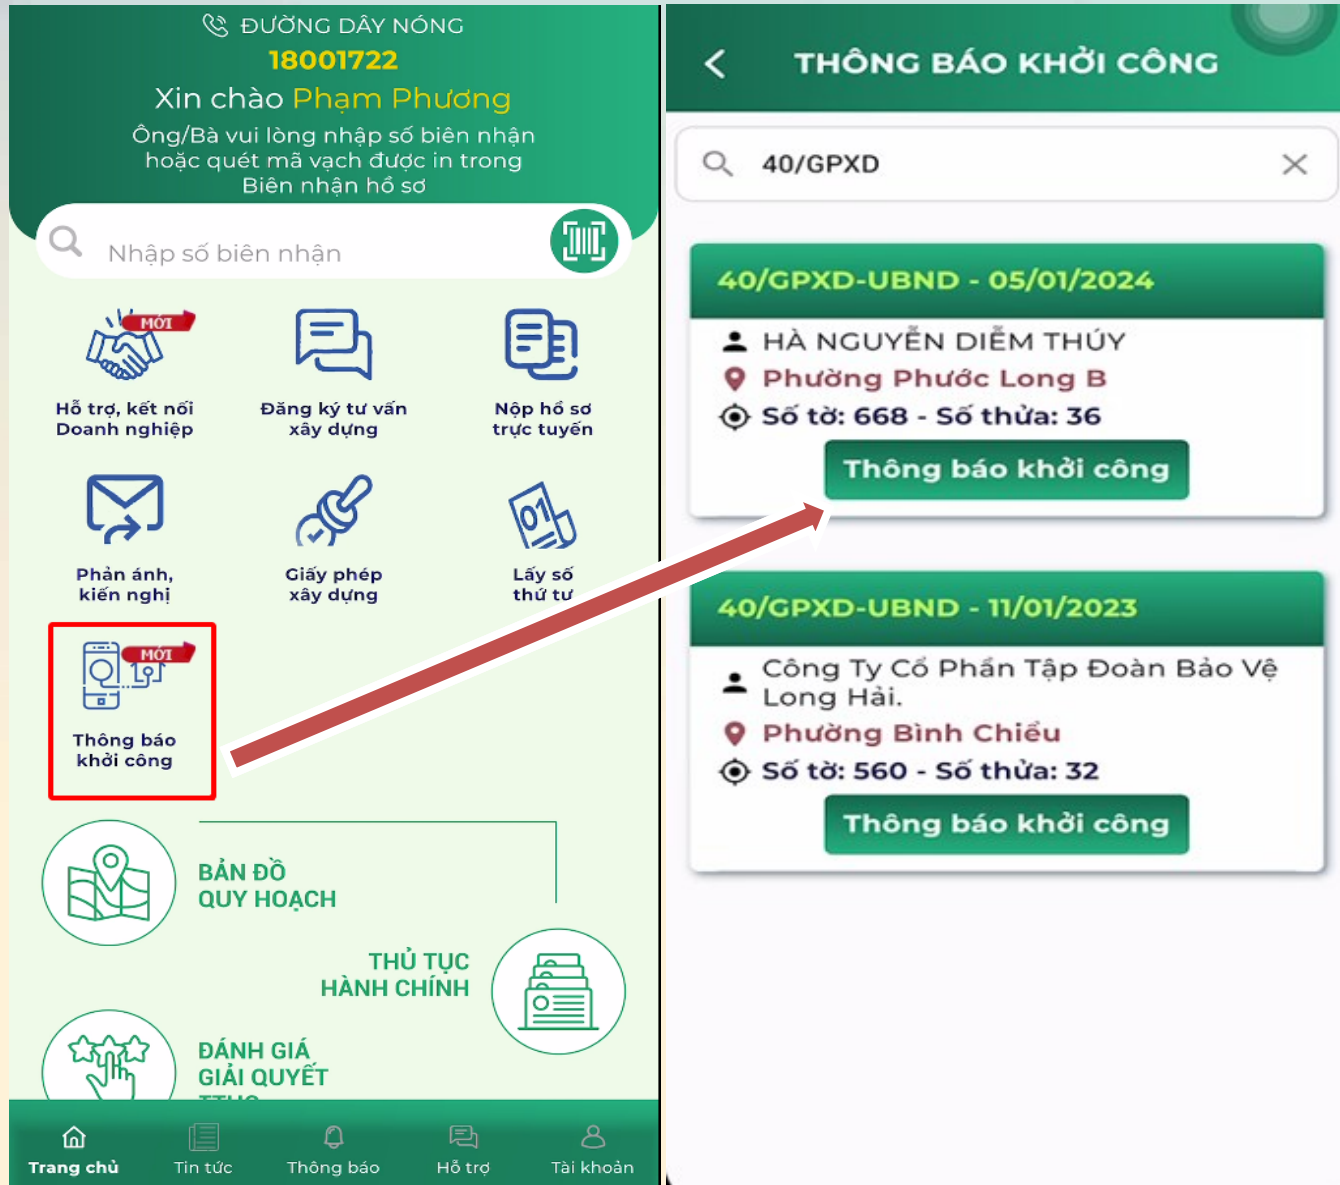 ĐƯỜNG DÂY NÓNG
18001722
Xin chào Phạm Phương
Ông/Bà vui lòng nhập số biên nhận
hoặc quét mã vạch được in trong
Biên nhận hồ sơ
Nhập số biên nhận
MỚI
Hỗ trợ, kết nối
Doanh nghiệp
Đăng ký tư vấn
xây dựng
Nộp hồ sơ
trực tuyến
Phản ánh,
kiến nghị
Giấy phép
xây dựng
01
Lấy số
thứ tự
MỚI
Thông báo
khởi công
BẢN ĐỒ
QUY HOẠCH
THỦ TỤC
HÀNH CHÍNH
ĐÁNH GIÁ
GIẢI QUYẾT
Trang chủ
Tin tức
Thông báo
Hỗ trợ
Tài khoản
THÔNG BÁO KHỞI CÔNG
40/GPXD
40/GPXD-UBND - 05/01/2024
HÀ NGUYỄN DIỄM THÚY
Phường Phước Long B
Số tờ: 668 - Số thửa: 36
Thông báo khởi công
40/GPXD-UBND - 11/01/2023
Công Ty Cổ Phần Tập Đoàn Bảo Vệ
Long Hải.
Phường Bình Chiểu
Số tờ: 560 - Số thửa: 32
Thông báo khởi công